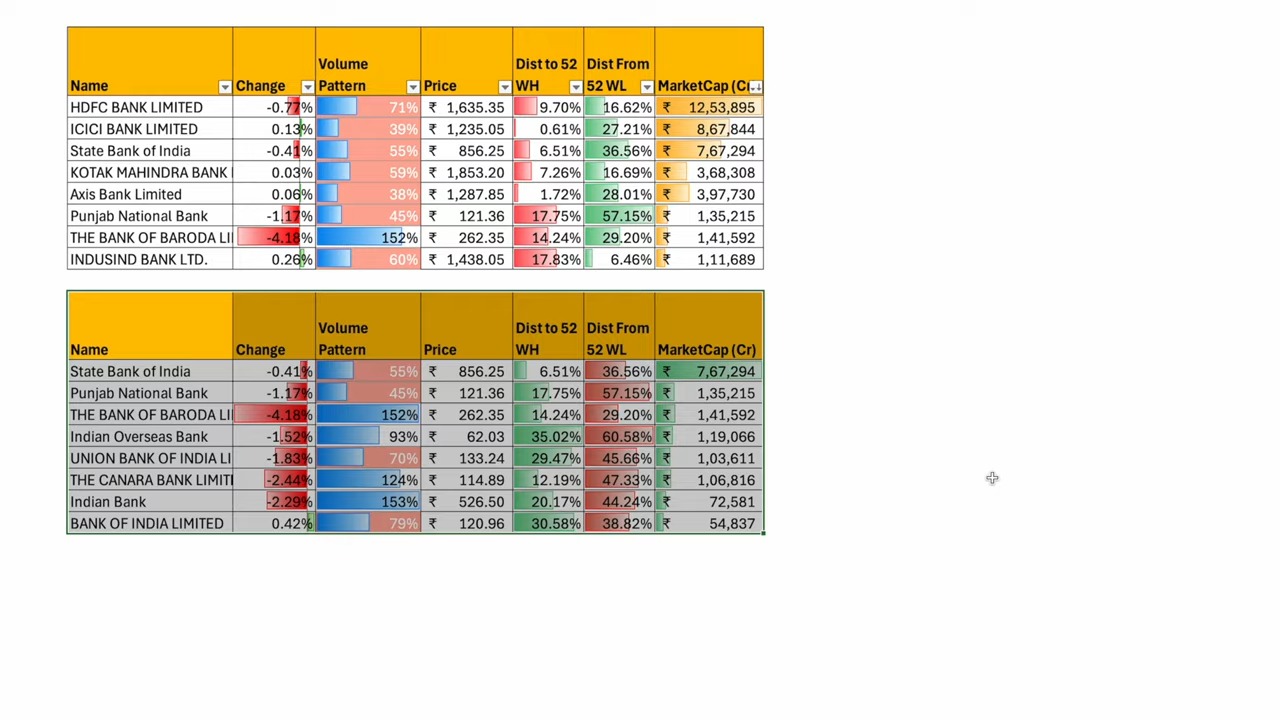 Name Change Volume Pattern Price Dist to 52 WH Dist From 52 WL MarketCap (Cr
HDFC BANK LIMITED -0.77% 71% ₹ 1,635.35 9.70% 16.62% ₹ 12,53,895
ICICI BANK LIMITED 0.13% 39% ₹ 1,235.05 0.61% 27.21% ₹ 8,67,844
State Bank of India -0.41% 55% ₹ 856.25 6.51% 36.56% ₹ 7,67,294
KOTAK MAHINDRA BANK 0.03% 59% ₹ 1,853.20 7.26% 16.69% ₹ 3,68,308
Axis Bank Limited 0.06% 38% ₹ 1,287.85 1.72% 28.01% ₹ 3,97,730
Punjab National Bank -1.17% 45% ₹ 121.36 17.75% 57.15% ₹ 1,35,215
THE BANK OF BARODA LI -4.18% 152% ₹ 262.35 14.24% 29.20% ₹ 1,41,592
INDUSIND BANK LTD. 0.26% 60% ₹ 1,438.05 17.83% 6.46% ₹ 1,11,689
Name Change Volume Pattern Price Dist to 52 WH Dist From 52 WL MarketCap (Cr)
State Bank of India -0.41% 55% ₹ 856.25 6.51% 36.56% ₹ 7,67,294
Punjab National Bank -1.17% 45% ₹ 121.36 17.75% 57.15% ₹ 1,35,215
THE BANK OF BARODA LI -4.18% 152% ₹ 262.35 14.24% 29.20% ₹ 1,41,592
Indian Overseas Bank -1.52% 93% ₹ 62.03 35.02% 60.58% ₹ 1,19,066
UNION BANK OF INDIA LI -1.83% 70% ₹ 133.24 29.47% 45.66% ₹ 1,03,611
THE CANARA BANK LIMIT -2.44% 124% ₹ 114.89 12.19% 47.33% ₹ 1,06,816
Indian Bank -2.29% 153% ₹ 526.50 20.17% 44.24% ₹ 72,581
BANK OF INDIA LIMITED 0.42% 79% ₹ 120.96 30.58% 38.82% ₹ 54,837